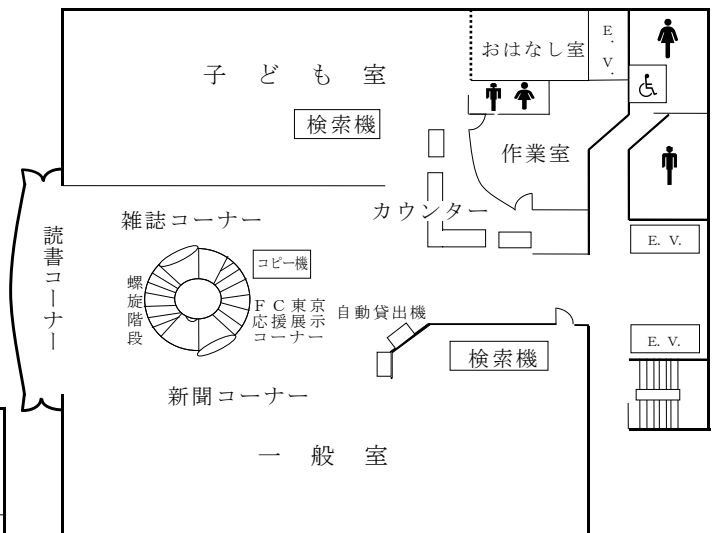 おはなし室
E.V.
子ども室
検索機
作業室
カウンター
雑誌コーナー
読書コーナー
コピー機
螺旋階段
FC東京
応援展示
コーナー
自動貸出機
E. V.
E. V.
検索機
新聞コーナー
一般室